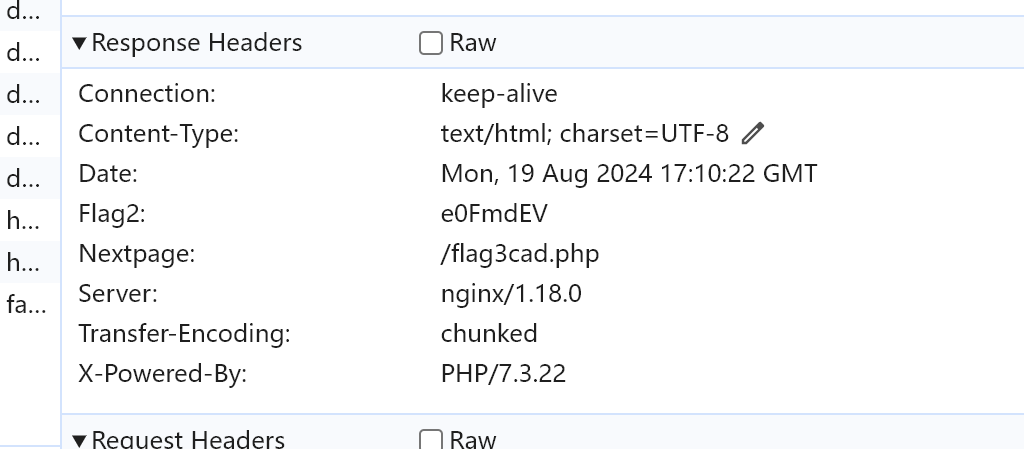 d...
d...
d...
d...
d...
h...
h...
fa...
Response Headers Raw
Connection: keep-alive
Content-Type: text/html; charset=UTF-8
Date: Mon, 19 Aug 2024 17:10:22 GMT
Flag2: e0FmdEV
Nextpage: /flag3cad.php
Server: nginx/1.18.0
Transfer-Encoding: chunked
X-Powered-By: PHP/7.3.22
Request Headers Raw